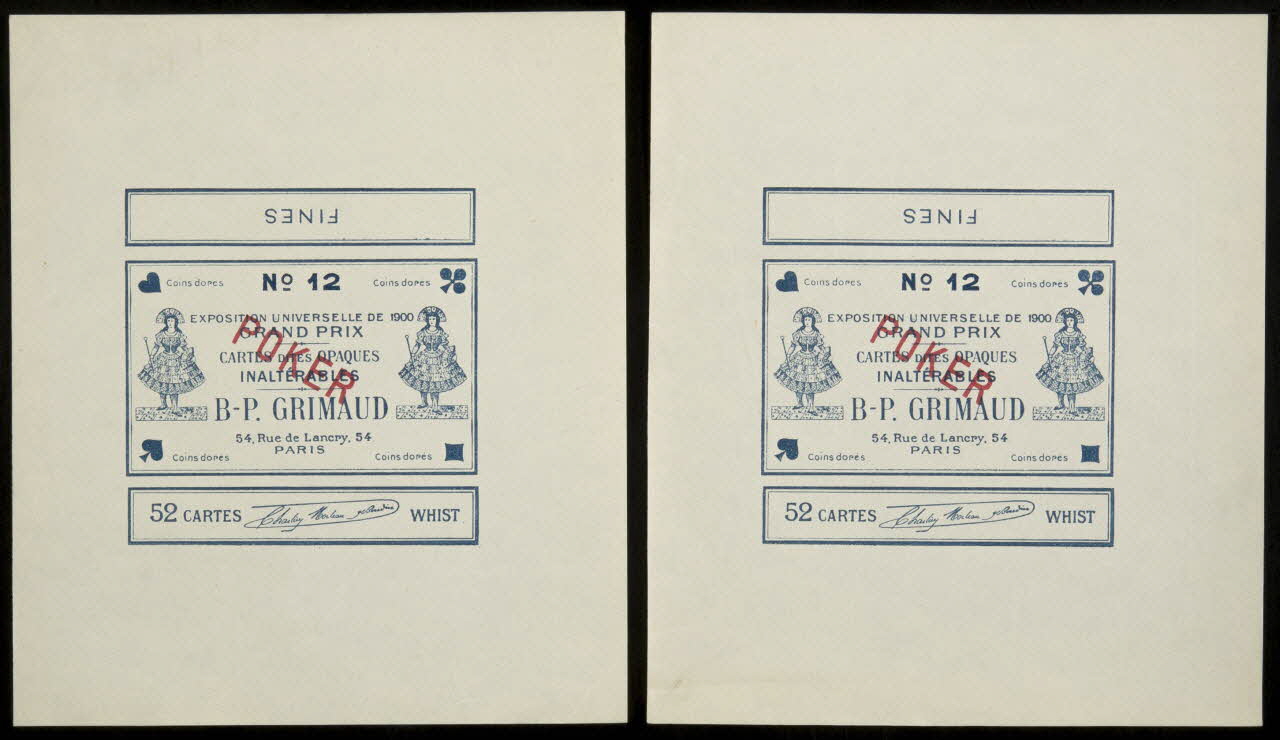 FINES
Nº 12
Coins dorés Coins dorés
EXPOSITION UNIVERSELLE DE 1900
GRAND PRIX
CARTES DITES OPAQUES
INALTÉRABLES
POKER
B-P. GRIMAUD
54, Rue de Lancry, 54
PARIS
Coins dorés Coins dorés
52 CARTES WHIST
FINES
Nº 12
Coins dorés Coins dorés
EXPOSITION UNIVERSELLE DE 1900
GRAND PRIX
CARTES DITES OPAQUES
INALTÉRABLES
POKER
B-P. GRIMAUD
54, Rue de Lancry, 54
PARIS
Coins dorés Coins dorés
52 CARTES WHIST